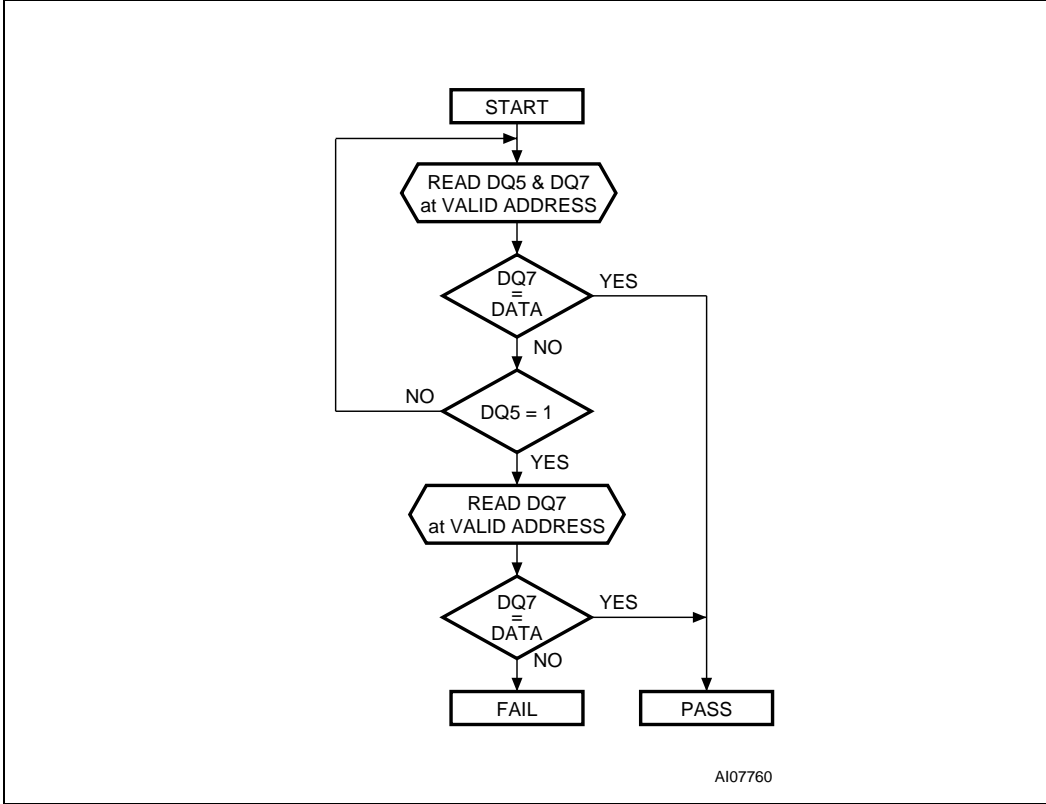 START
READ DQ5 & DQ7
at VALID ADDRESS
DQ7
=
DATA
YES
NO
DQ5 = 1
NO
YES
READ DQ7
at VALID ADDRESS
DQ7
=
DATA
YES
NO
FAIL
PASS
AI07760